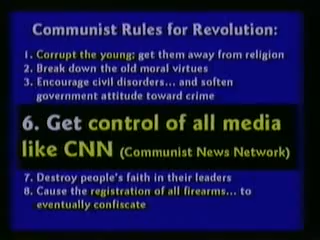 Communist Rules for Revolution:
1. Corrupt the young: get them away from religion
2. Break down the old moral virtues
3. Encourage civil disorders... and soften
government attitude toward crime
6. Get control of all media
like CNN (Communist News Network)
7. Destroy people's faith in their leaders
8. Cause the registration of all firearms... to
eventually confiscate